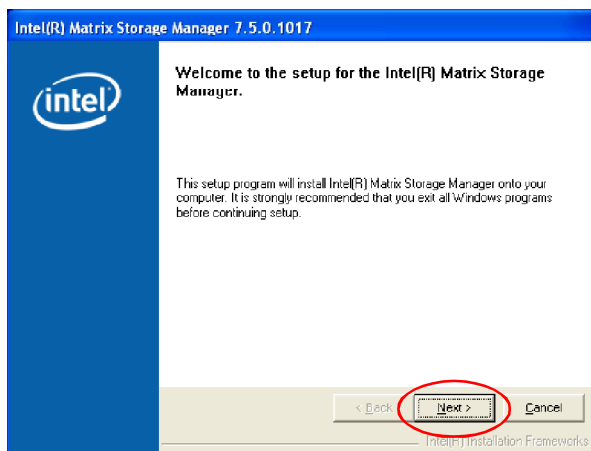 Intel(R) Matrix Storage Manager 7.5.0.1017
intel
Welcome to the setup for the Intel(R) Matrix Storage
Manager.
This setup program will install Intel(R) Matrix Storage Manager onto your
computer. It is strongly recommended that you exit all Windows programs
before continuing setup.
< Back
Next >
Cancel
Intel(R) Installation Frameworks